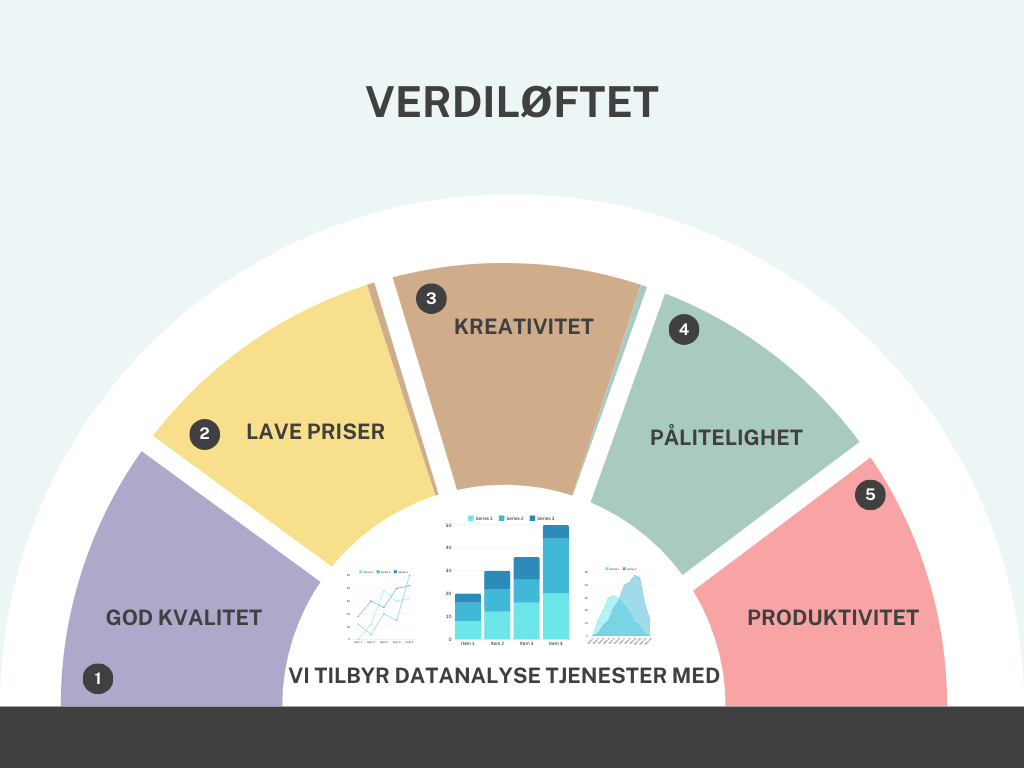 VERDILØFTET
3
KREATIVITET
4
PÅLITELIGHET
2
LAVE PRISER
5
GOD KVALITET
1
PRODUKTIVITET
Series 1 Series 2 Series 3
50
40
30
20
10
0
Item 1 Item 2 Item 3 Item 4
VI TILBYR DATANALYSE TJENESTER MED